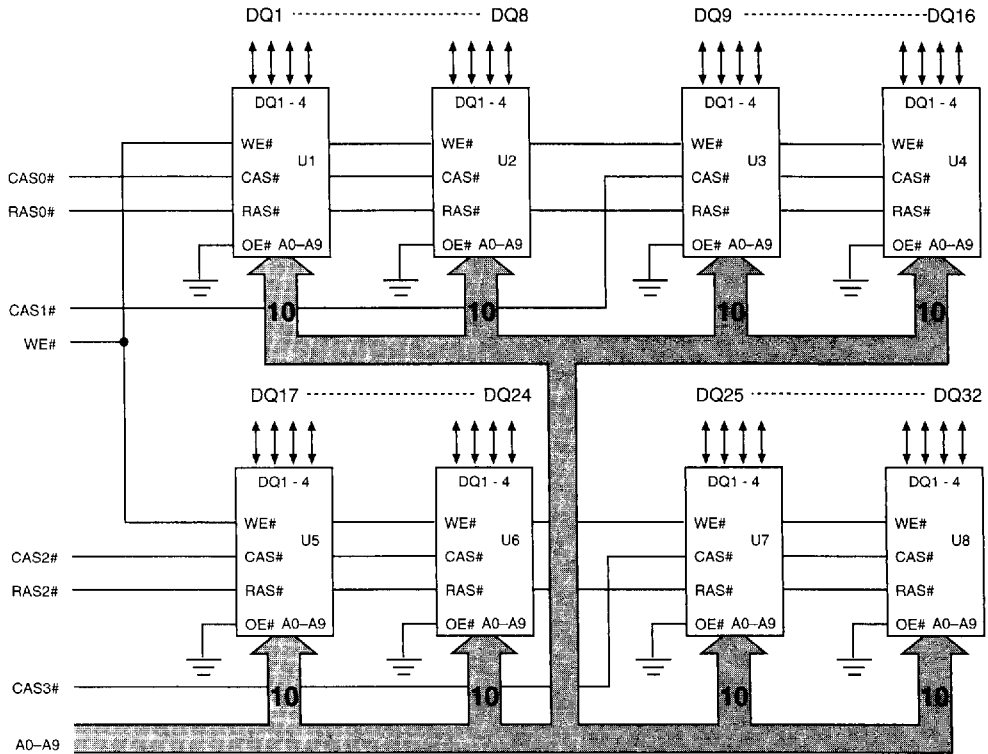 DQ1 DQ8 DQ9 DQ16
DQ1 - 4 DQ1 - 4 DQ1 - 4 DQ1 - 4
WE# WE# WE# WE#
U1 U2 U3 U4
CAS0# CAS# CAS# CAS# CAS#
RAS0# RAS# RAS# RAS# RAS#
OE# A0–A9 OE# A0–A9 OE# A0–A9 OE# A0–A9
CAS1# 10 10 10 10
WE#
DQ17 DQ24 DQ25 DQ32
DQ1 - 4 DQ1 - 4 DQ1 - 4 DQ1 - 4
WE# WE# WE# WE#
U5 U6 U7 U8
CAS2# CAS# CAS# CAS# CAS#
RAS2# RAS# RAS# RAS# RAS#
OE# A0–A9 OE# A0–A9 OE# A0–A9 OE# A0–A9
CAS3# 10 10 10 10
A0–A9